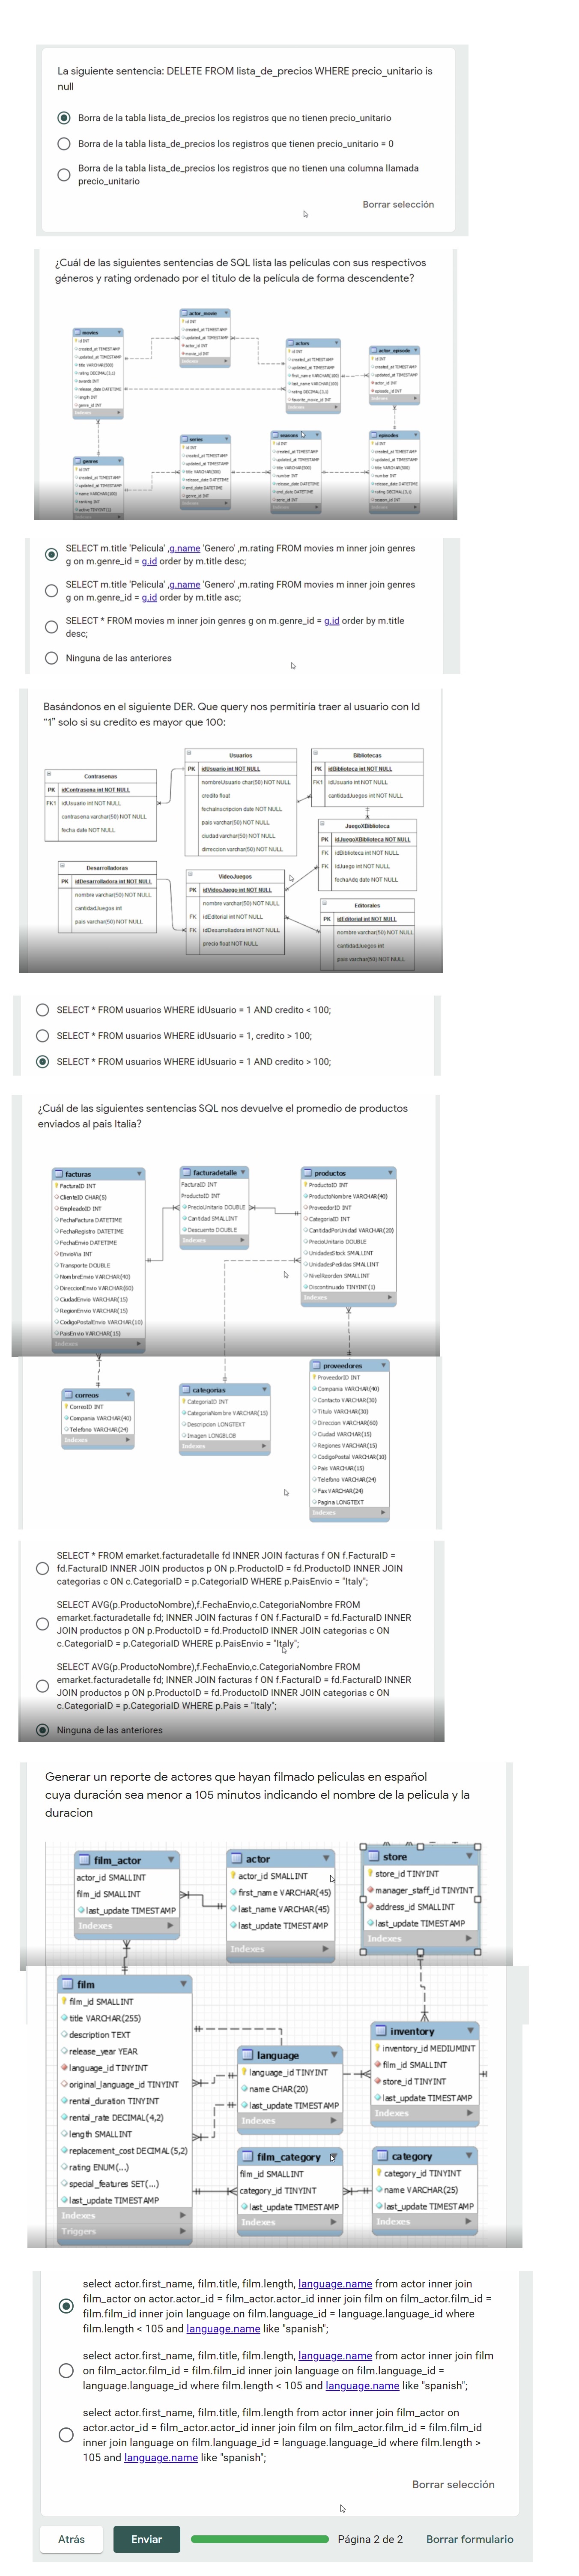 La siguiente sentencia: DELETE FROM lista_de_precios WHERE precio_unitario is
null
Borra de la tabla lista_de_precios los registros que no tienen precio_unitario
Borra de la tabla lista_de_precios los registros que tienen precio_unitario = 0
Borra de la tabla lista_de_precios los registros que no tienen una columna llamada
precio_unitario
Borrar selección
¿Cuál de las siguientes sentencias de SQL lista las películas con sus respectivos
géneros y rating ordenado por el titulo de la película de forma descendente?
movies
id INT
created_at TIMESTAMP
updated_at TIMESTAMP
title VARCHAR(500)
rating DECIMAL(3,1)
awards INT
release_date DATETIME
length INT
genre_id INT
Indexes
actor_movie
id INT
created_at TIMESTAMP
updated_at TIMESTAMP
actor_id INT
movie_id INT
Indexes
actors
id INT
created_at TIMESTAMP
updated_at TIMESTAMP
first_name VARCHAR(100)
last_name VARCHAR(100)
rating DECIMAL(3,1)
favorite_movie_id INT
Indexes
actor_episode
id INT
created_at TIMESTAMP
updated_at TIMESTAMP
actor_id INT
episode_id INT
Indexes
genres
id INT
created_at TIMESTAMP
updated_at TIMESTAMP
name VARCHAR(100)
ranking INT
active TINYINT(1)
series
id INT
created_at TIMESTAMP
updated_at TIMESTAMP
title VARCHAR(500)
release_date DATETIME
end_date DATETIME
genre_id INT
Indexes
seasons
id INT
created_at TIMESTAMP
updated_at TIMESTAMP
title VARCHAR(500)
number INT
release_date DATETIME
end_date DATETIME
serie_id INT
Indexes
episodes
id INT
created_at TIMESTAMP
updated_at TIMESTAMP
title VARCHAR(500)
number INT
release_date DATETIME
rating DECIMAL(3,1)
season_id INT
Indexes
SELECT m.title 'Pelicula' ,g.name 'Genero' ,m.rating FROM movies m inner join genres
g on m.genre_id = g.id order by m.title desc;
SELECT m.title 'Pelicula' ,g.name 'Genero' ,m.rating FROM movies m inner join genres
g on m.genre_id = g.id order by m.title asc;
SELECT * FROM movies m inner join genres g on m.genre_id = g.id order by m.title
desc;
Ninguna de las anteriores
Basándonos en el siguiente DER. Que query nos permitiría traer al usuario con Id
“1” solo si su credito es mayor que 100:
Contrasenas
PK idContrasena int NOT NULL
FK1 idUsuario int NOT NULL
contrasena varchar(50) NOT NULL
fecha date NOT NULL
Usuarios
PK idUsuario int NOT NULL
nombreUsuario char(50) NOT NULL
credito float
fechaInscripcion date NOT NULL
pais varchar(50) NOT NULL
ciudad varchar(50) NOT NULL
direccion varchar(50) NOT NULL
Bibliotecas
PK idBiblioteca int NOT NULL
FK1 idUsuario int NOT NULL
cantidadJuegos int NOT NULL
JuegoXBiblioteca
PK idJuegoXBiblioteca NOT NULL
FK idBiblioteca int NOT NULL
FK idJuego int NOT NULL
fechaAdq date NOT NULL
Desarrolladoras
PK idDesarrolladora int NOT NULL
nombre varchar(50) NOT NULL
cantidadJuegos int
pais varchar(50) NOT NULL
VideoJuegos
PK idVideoJuego int NOT NULL
nombre varchar(50) NOT NULL
FK idEditorial int NOT NULL
FK idDesarrolladora int NOT NULL
precio float NOT NULL
Editoriales
PK idEditorial int NOT NULL
nombre varchar(50) NOT NULL
cantidadJuegos int
pais varchar(50) NOT NULL
SELECT * FROM usuarios WHERE idUsuario = 1 AND credito < 100;
SELECT * FROM usuarios WHERE idUsuario = 1, credito > 100;
SELECT * FROM usuarios WHERE idUsuario = 1 AND credito > 100;
¿Cuál de las siguientes sentencias SQL nos devuelve el promedio de productos
enviados al pais Italia?
facturas
FacturaID INT
ClienteID CHAR(5)
EmpleadoID INT
FechaFactura DATETIME
FechaRegistro DATETIME
FechaEnvio DATETIME
EnvioVia INT
Transporte DOUBLE
NombreEnvio VARCHAR(40)
DireccionEnvio VARCHAR(60)
CiudadEnvio VARCHAR(15)
RegionEnvio VARCHAR(15)
CodigoPostalEnvio VARCHAR(10)
PaisEnvio VARCHAR(15)
Indexes
facturadetalle
FacturaID INT
ProductoID INT
PrecioUnitario DOUBLE
Cantidad SMALLINT
Descuento DOUBLE
Indexes
productos
ProductoID INT
ProductoNombre VARCHAR(40)
ProveedorID INT
CategoriaID INT
CantidadPorUnidad VARCHAR(20)
PrecioUnitario DOUBLE
UnidadesStock SMALLINT
UnidadesPedidas SMALLINT
NivelReorden SMALLINT
Discontinuado TINYINT(1)
Indexes
correos
CorreoID INT
Compania VARCHAR(40)
Telefono VARCHAR(24)
Indexes
categorias
CategoriaID INT
CategoriaNombre VARCHAR(15)
Descripcion LONGTEXT
Imagen LONGBLOB
Indexes
proveedores
ProveedorID INT
Compania VARCHAR(40)
Contacto VARCHAR(30)
Titulo VARCHAR(30)
Direccion VARCHAR(60)
Ciudad VARCHAR(15)
Regiones VARCHAR(15)
CodigoPostal VARCHAR(10)
Pais VARCHAR(15)
Telefono VARCHAR(24)
Fax VARCHAR(24)
Pagina LONGTEXT
Indexes
SELECT * FROM emarket.facturadetalle fd INNER JOIN facturas f ON f.FacturaID =
fd.FacturaID INNER JOIN productos p ON p.ProductoID = fd.ProductoID INNER JOIN
categorias c ON c.CategoriaID = p.CategoriaID WHERE p.PaisEnvio = "Italy";
SELECT AVG(p.ProductoNombre),f.FechaEnvio,c.CategoriaNombre FROM
emarket.facturadetalle fd; INNER JOIN facturas f ON f.FacturaID = fd.FacturaID INNER
JOIN productos p ON p.ProductoID = fd.ProductoID INNER JOIN categorias c ON
c.CategoriaID = p.CategoriaID WHERE p.PaisEnvio = "Italy";
SELECT AVG(p.ProductoNombre),f.FechaEnvio,c.CategoriaNombre FROM
emarket.facturadetalle fd; INNER JOIN facturas f ON f.FacturaID = fd.FacturaID INNER
JOIN productos p ON p.ProductoID = fd.ProductoID INNER JOIN categorias c ON
c.CategoriaID = p.CategoriaID WHERE p.Pais = "Italy";
Ninguna de las anteriores
Generar un reporte de actores que hayan filmado peliculas en español
cuya duración sea menor a 105 minutos indicando el nombre de la pelicula y la
duracion
film_actor
actor_id SMALLINT
film_id SMALLINT
last_update TIMESTAMP
Indexes
actor
actor_id SMALLINT
first_name VARCHAR(45)
last_name VARCHAR(45)
last_update TIMESTAMP
Indexes
store
store_id TINYINT
manager_staff_id TINYINT
address_id SMALLINT
last_update TIMESTAMP
Indexes
film
film_id SMALLINT
title VARCHAR(255)
description TEXT
release_year YEAR
language_id TINYINT
original_language_id TINYINT
rental_duration TINYINT
rental_rate DECIMAL(4,2)
length SMALLINT
replacement_cost DECIMAL(5,2)
rating ENUM(...)
special_features SET(...)
last_update TIMESTAMP
Indexes
Triggers
language
language_id TINYINT
name CHAR(20)
last_update TIMESTAMP
Indexes
inventory
inventory_id MEDIUMINT
film_id SMALLINT
store_id TINYINT
last_update TIMESTAMP
Indexes
film_category
film_id SMALLINT
category_id TINYINT
last_update TIMESTAMP
Indexes
category
category_id TINYINT
name VARCHAR(25)
last_update TIMESTAMP
Indexes
select actor.first_name, film.title, film.length, language.name from actor inner join
film_actor on actor.actor_id = film_actor.actor_id inner join film on film_actor.film_id =
film.film_id inner join language on film.language_id = language.language_id where
film.length < 105 and language.name like "spanish";
select actor.first_name, film.title, film.length, language.name from actor inner join film
on film_actor.film_id = film.film_id inner join language on film.language_id =
language.language_id where film.length < 105 and language.name like "spanish";
select actor.first_name, film.title, film.length from actor inner join film_actor on
actor.actor_id = film_actor.actor_id inner join film on film_actor.film_id = film.film_id
inner join language on film.language_id = language.language_id where film.length >
105 and language.name like "spanish";
Borrar selección
Atrás
Enviar
Página 2 de 2
Borrar formulario